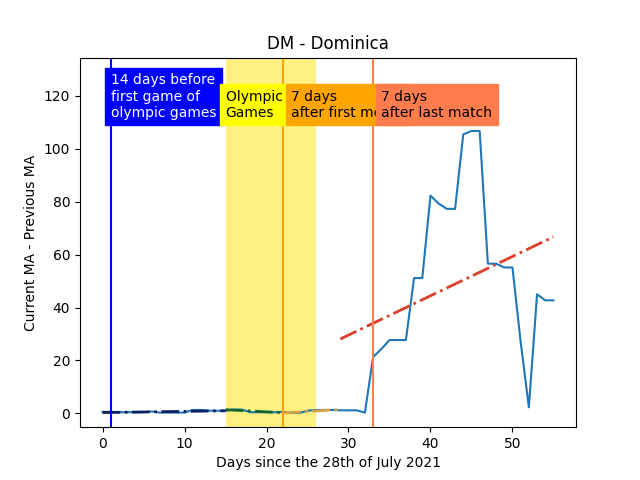 DM - Dominica
14 days before
first game of
olympic games
Olympic
Games
7 days
after first m
7 days
after last match
Current MA - Previous MA
120
100
80
60
40
20
0
0 10 20 30 40 50
Days since the 28th of July 2021